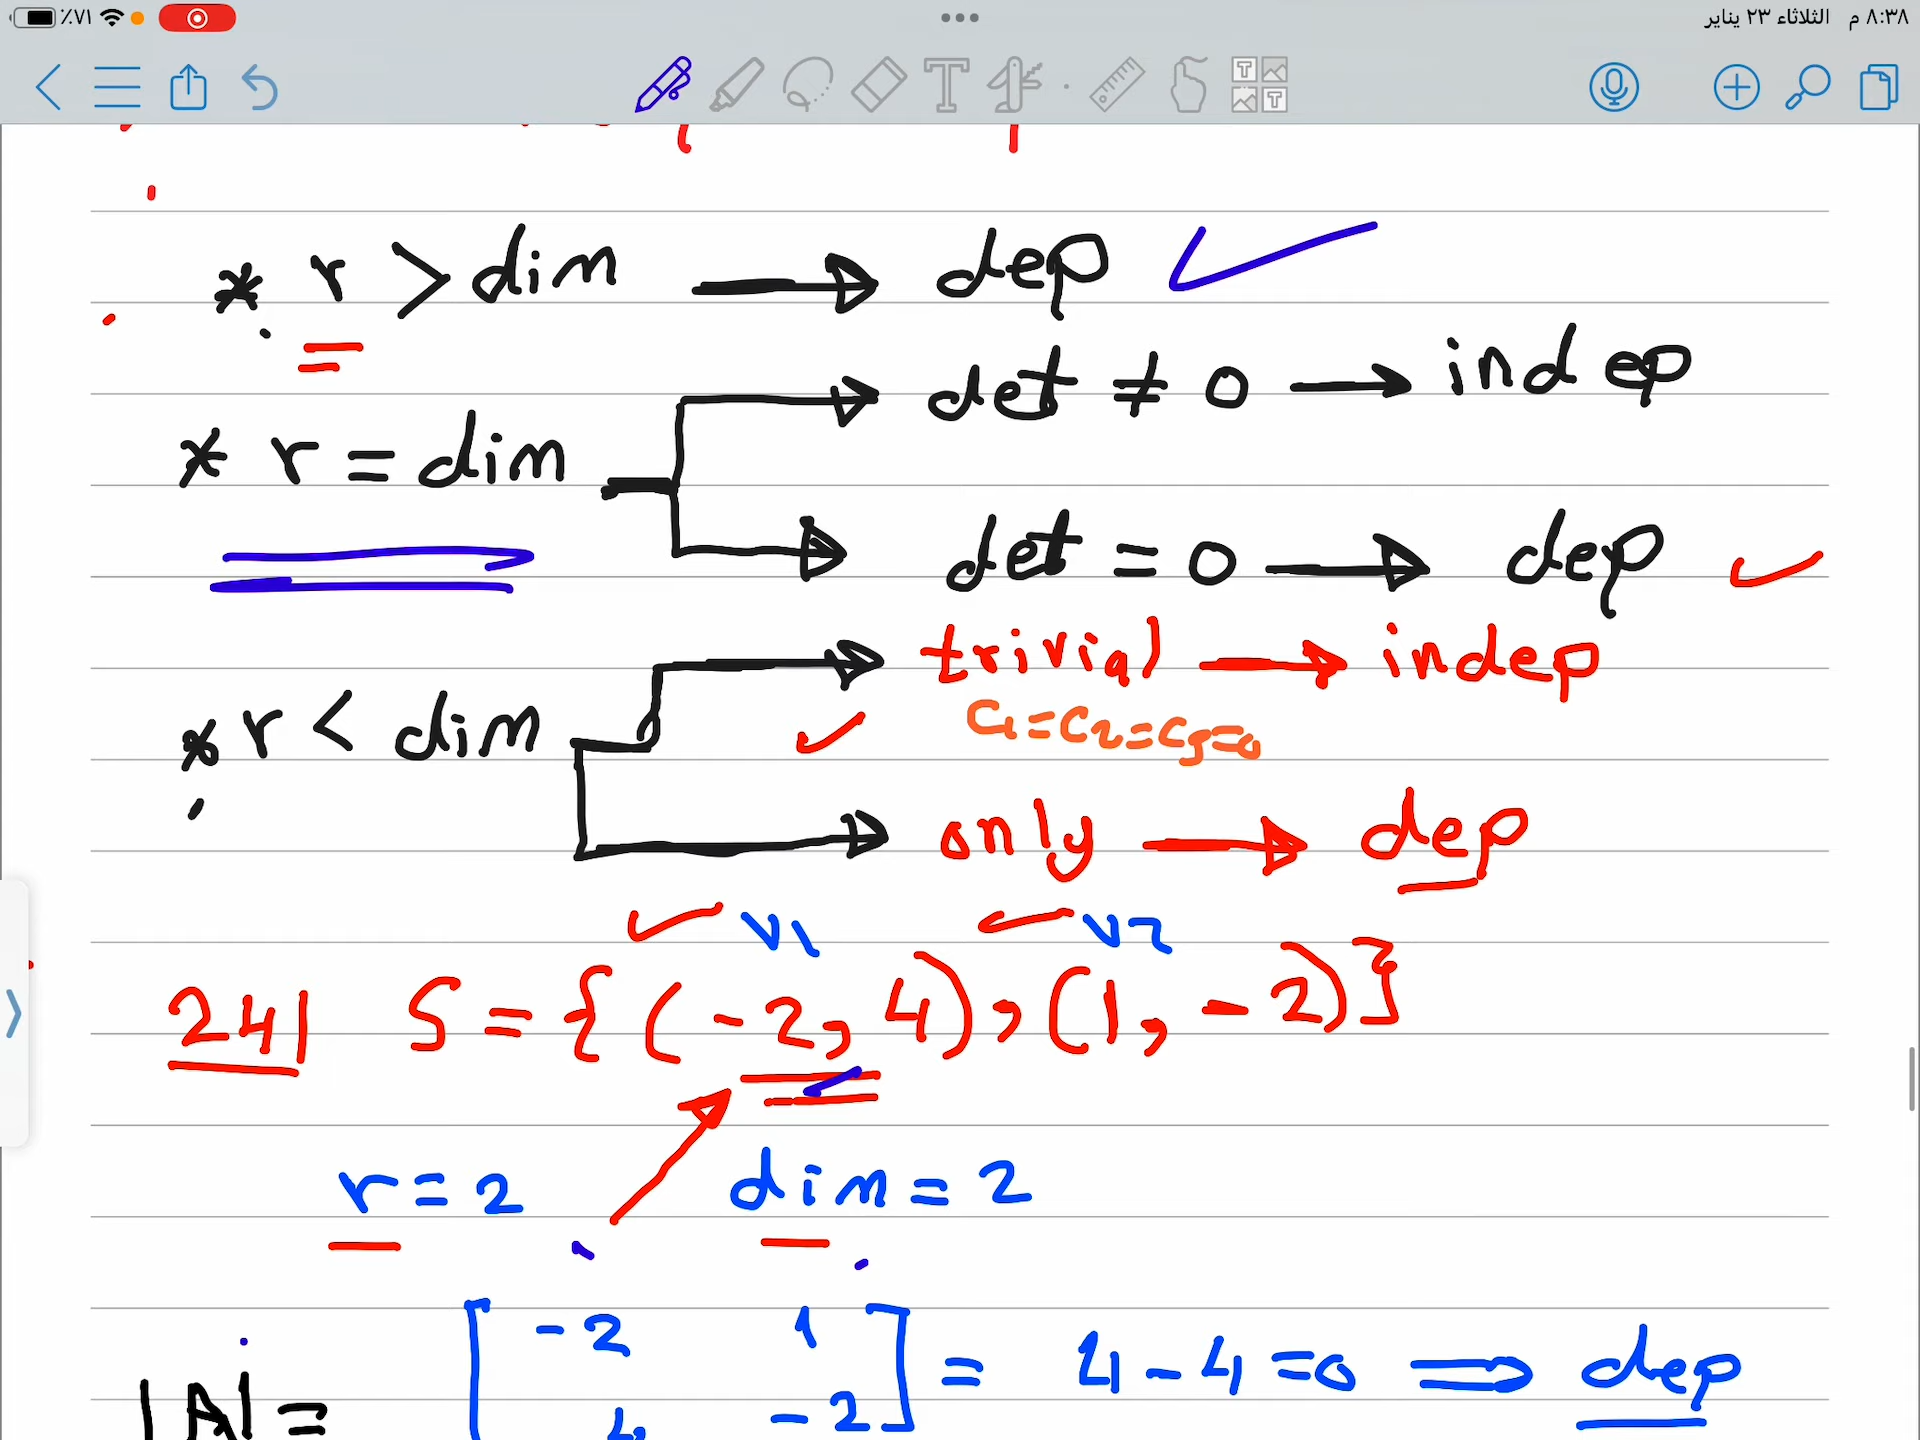 ٪٧١ الثلاثاء ٢٣ يناير ٨:٣٨ م
* r > dim → dep
det ≠ 0 → indep
* r = dim
det = 0 → dep
trivial → indep
C1=C2=C3=0
* r < dim
only → dep
V1 V2
24| S = {(-2, 4), (1, -2)}
r = 2 dim = 2
-2 1
|A| = = 4 - 4 = 0 ⇒ dep
4 -2